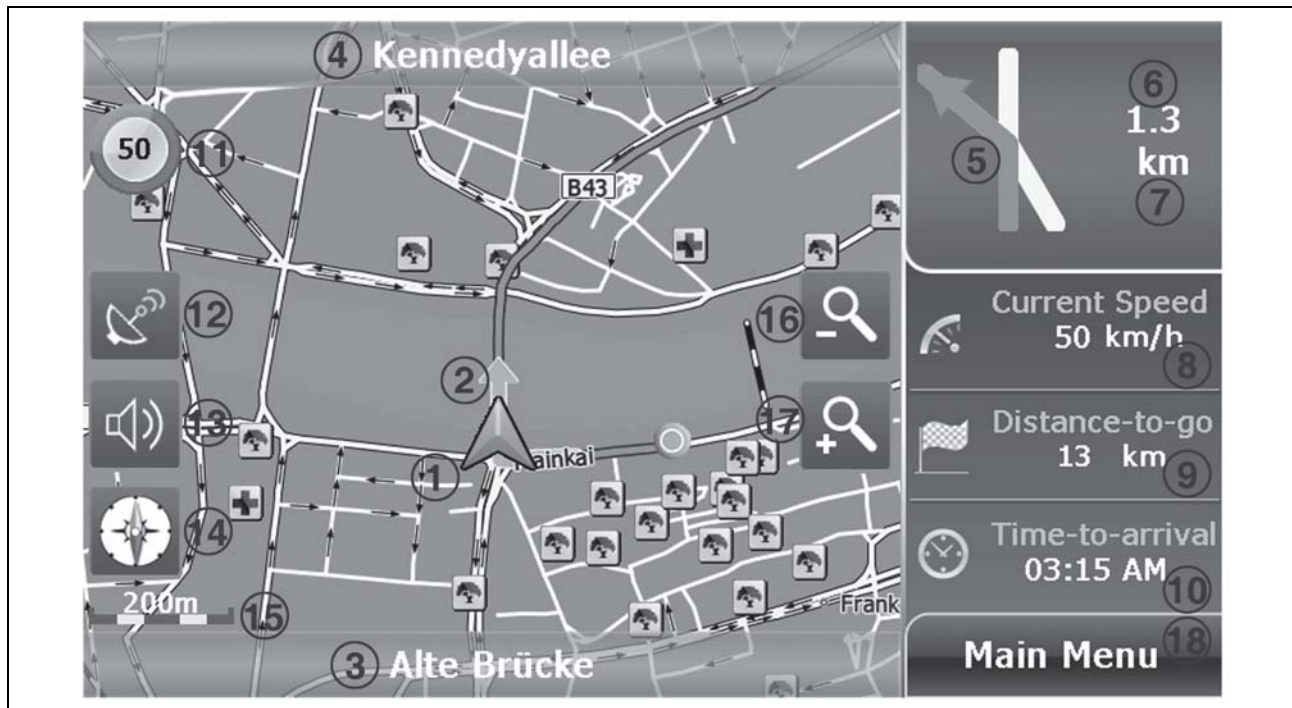 4 Kennedyallee
50
11
B43
5
6
1.3
km
7
12
16
Current Speed
50 km/h
8
2
13
17
Distance-to-go
13 km
9
1
Mainkai
14
Time-to-arrival
03:15 AM
10
200m
15
Frank
3 Alte Brücke
Main Menu
18